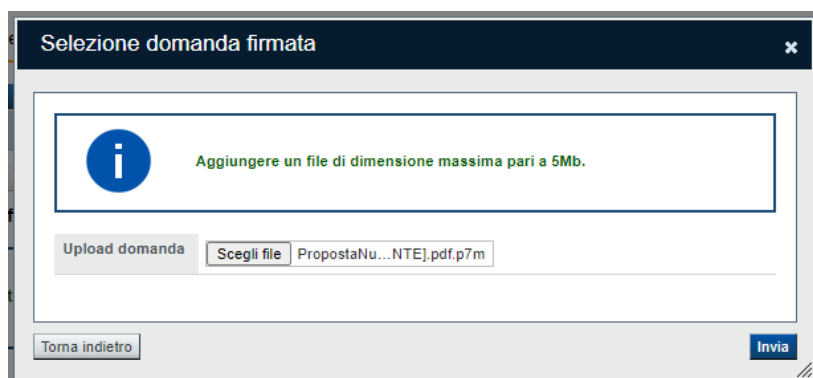 Selezione domanda firmata
Aggiungere un file di dimensione massima pari a 5Mb.
Upload domanda Scegli file PropostaNu...NTE].pdf.p7m
Torna indietro Invia